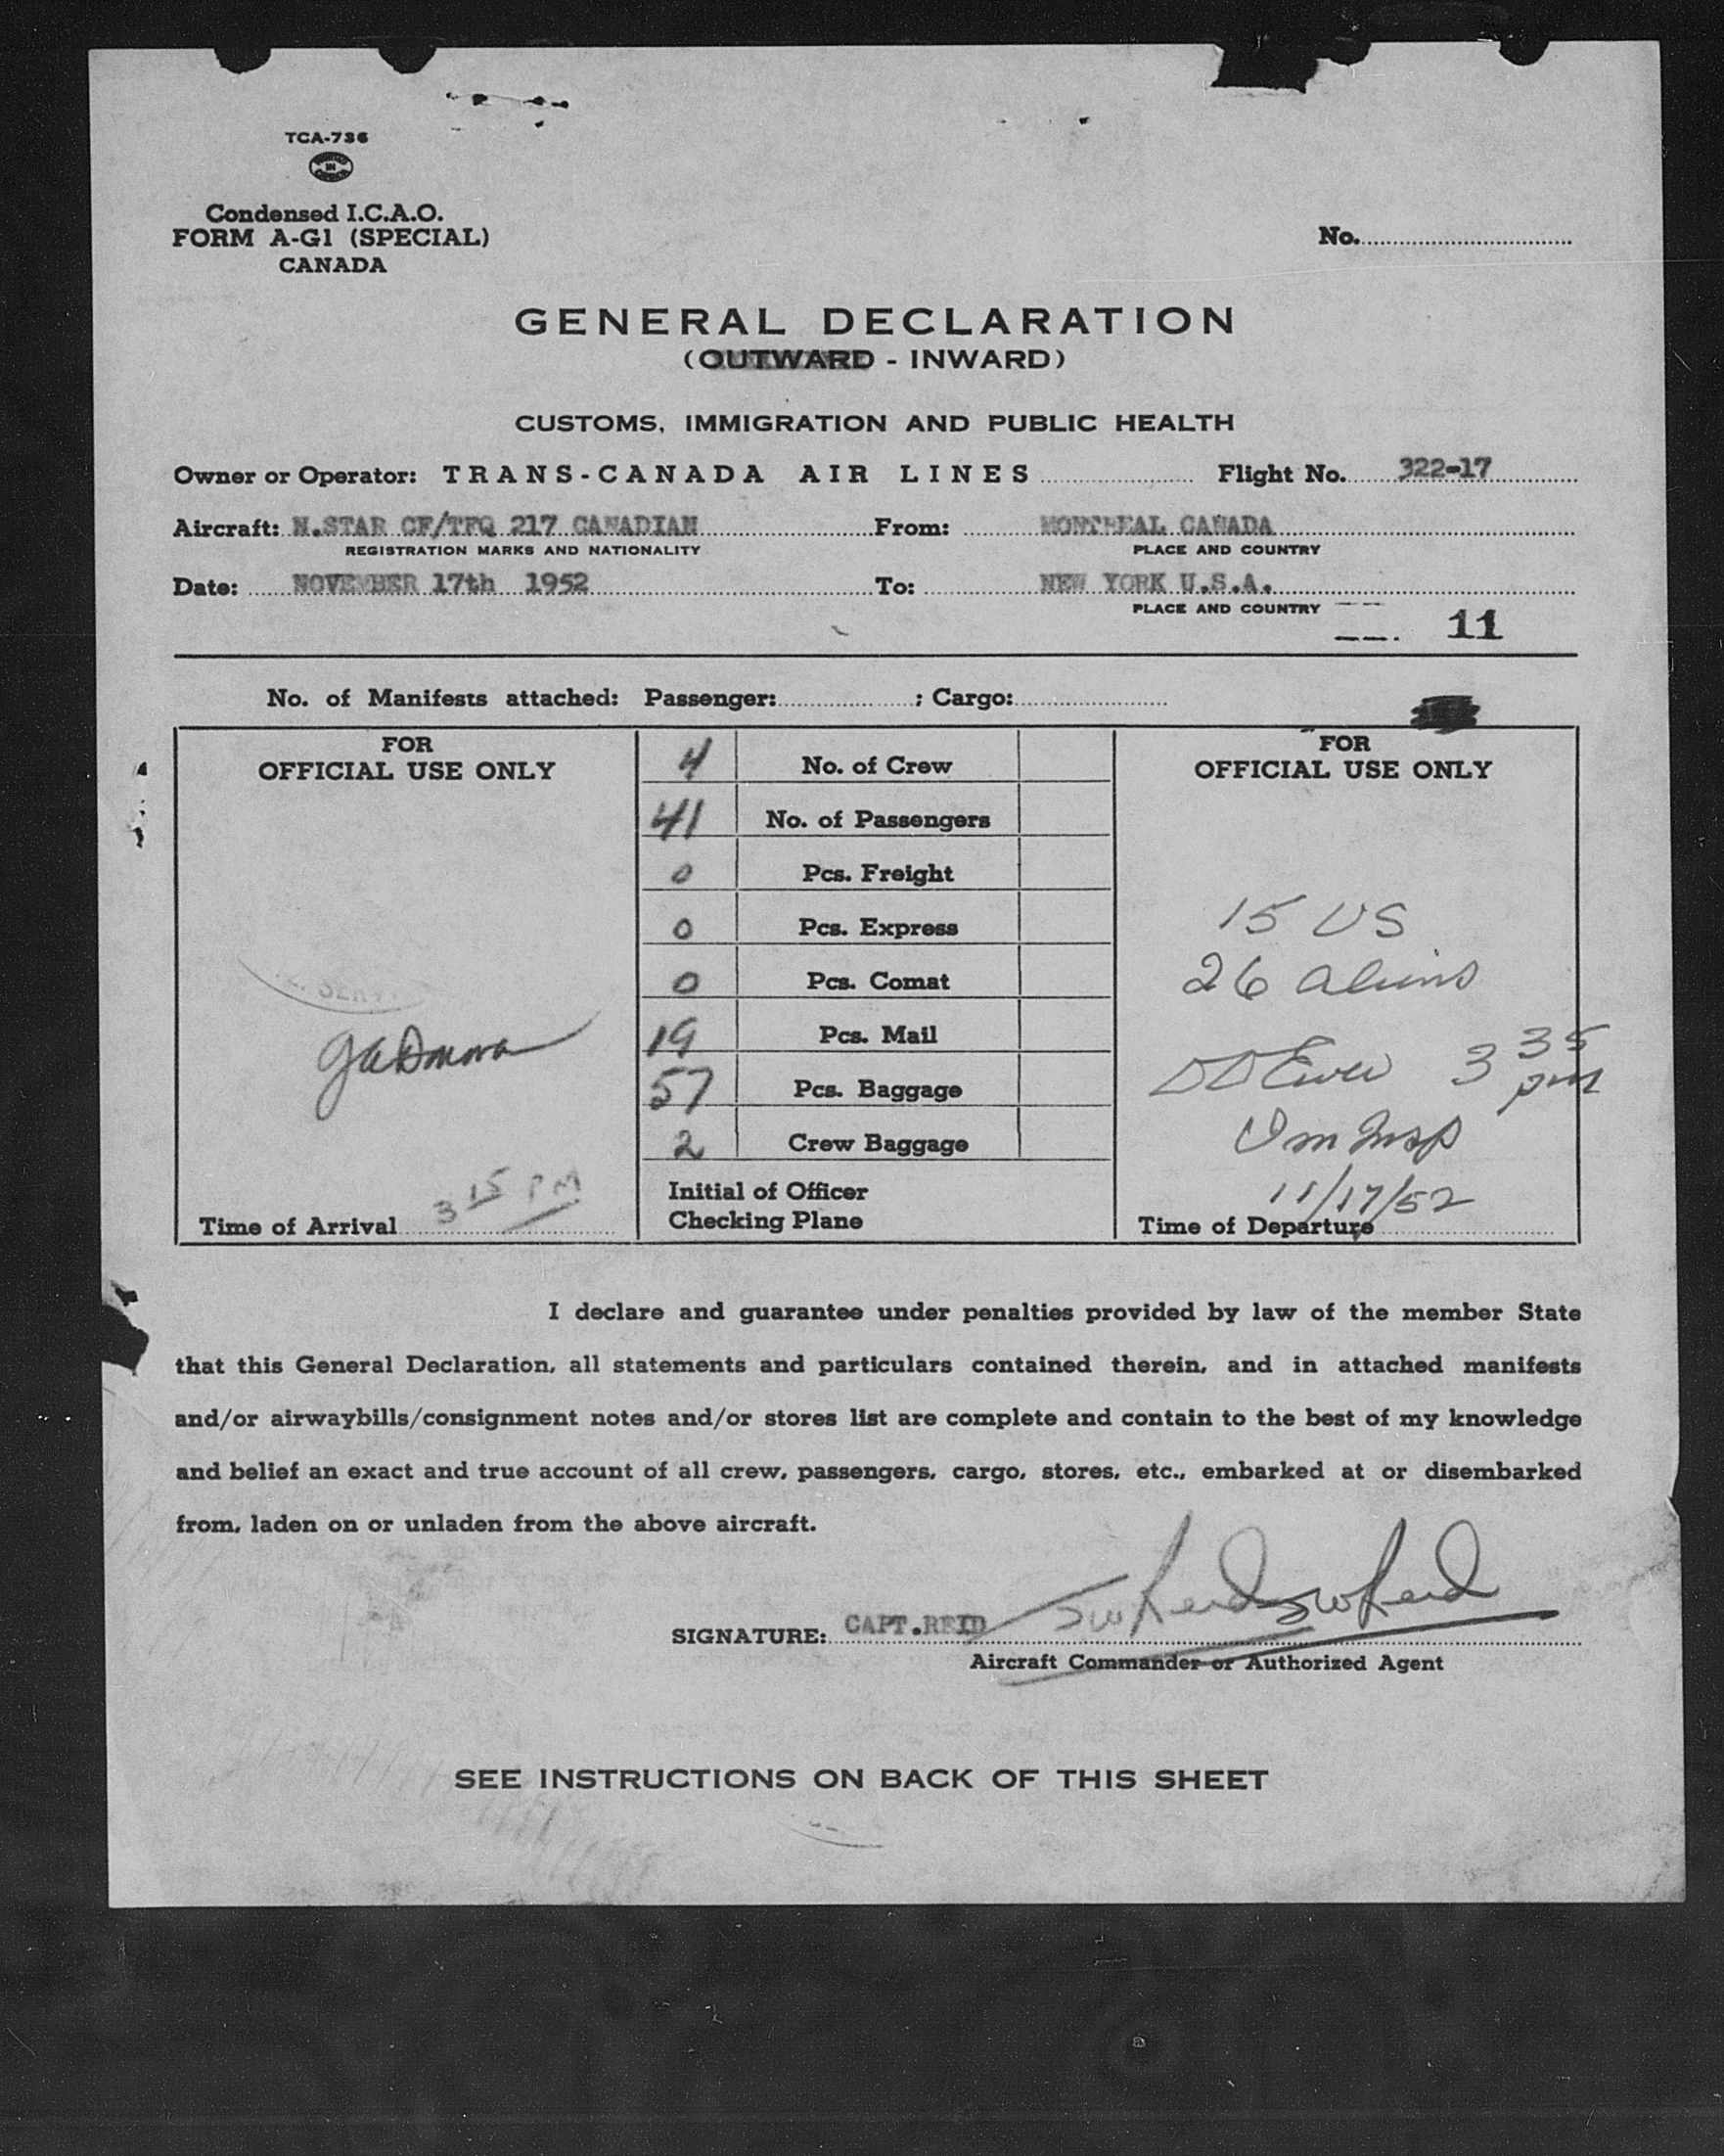 TCA-736
Condensed I.C.A.O.
FORM A-G1 (SPECIAL)
CANADA
No.
GENERAL DECLARATION
(OUTWARD - INWARD)
CUSTOMS, IMMIGRATION AND PUBLIC HEALTH
Owner or Operator: TRANS-CANADA AIR LINES Flight No. 322-17
Aircraft: N.STAR CF/TFQ 217 CANADIAN From: MONTREAL CANADA
REGISTRATION MARKS AND NATIONALITY PLACE AND COUNTRY
Date: NOVEMBER 17th 1952 To: NEW YORK U.S.A.
PLACE AND COUNTRY
11
No. of Manifests attached: Passenger: ; Cargo:
FOR
OFFICIAL USE ONLY
Time of Arrival 3 15 PM
4 No. of Crew
41 No. of Passengers
0 Pcs. Freight
0 Pcs. Express
0 Pcs. Comat
19 Pcs. Mail
57 Pcs. Baggage
2 Crew Baggage
Initial of Officer
Checking Plane
FOR
OFFICIAL USE ONLY
15 US
26 aliens
3 35 pm
Im Insp
11/17/52
Time of Departure
I declare and guarantee under penalties provided by law of the member State
that this General Declaration, all statements and particulars contained therein, and in attached manifests
and/or airwaybills/consignment notes and/or stores list are complete and contain to the best of my knowledge
and belief an exact and true account of all crew, passengers, cargo, stores, etc., embarked at or disembarked
from, laden on or unladen from the above aircraft.
SIGNATURE: CAPT.REID SW Reid SW Reid
Aircraft Commander or Authorized Agent
SEE INSTRUCTIONS ON BACK OF THIS SHEET